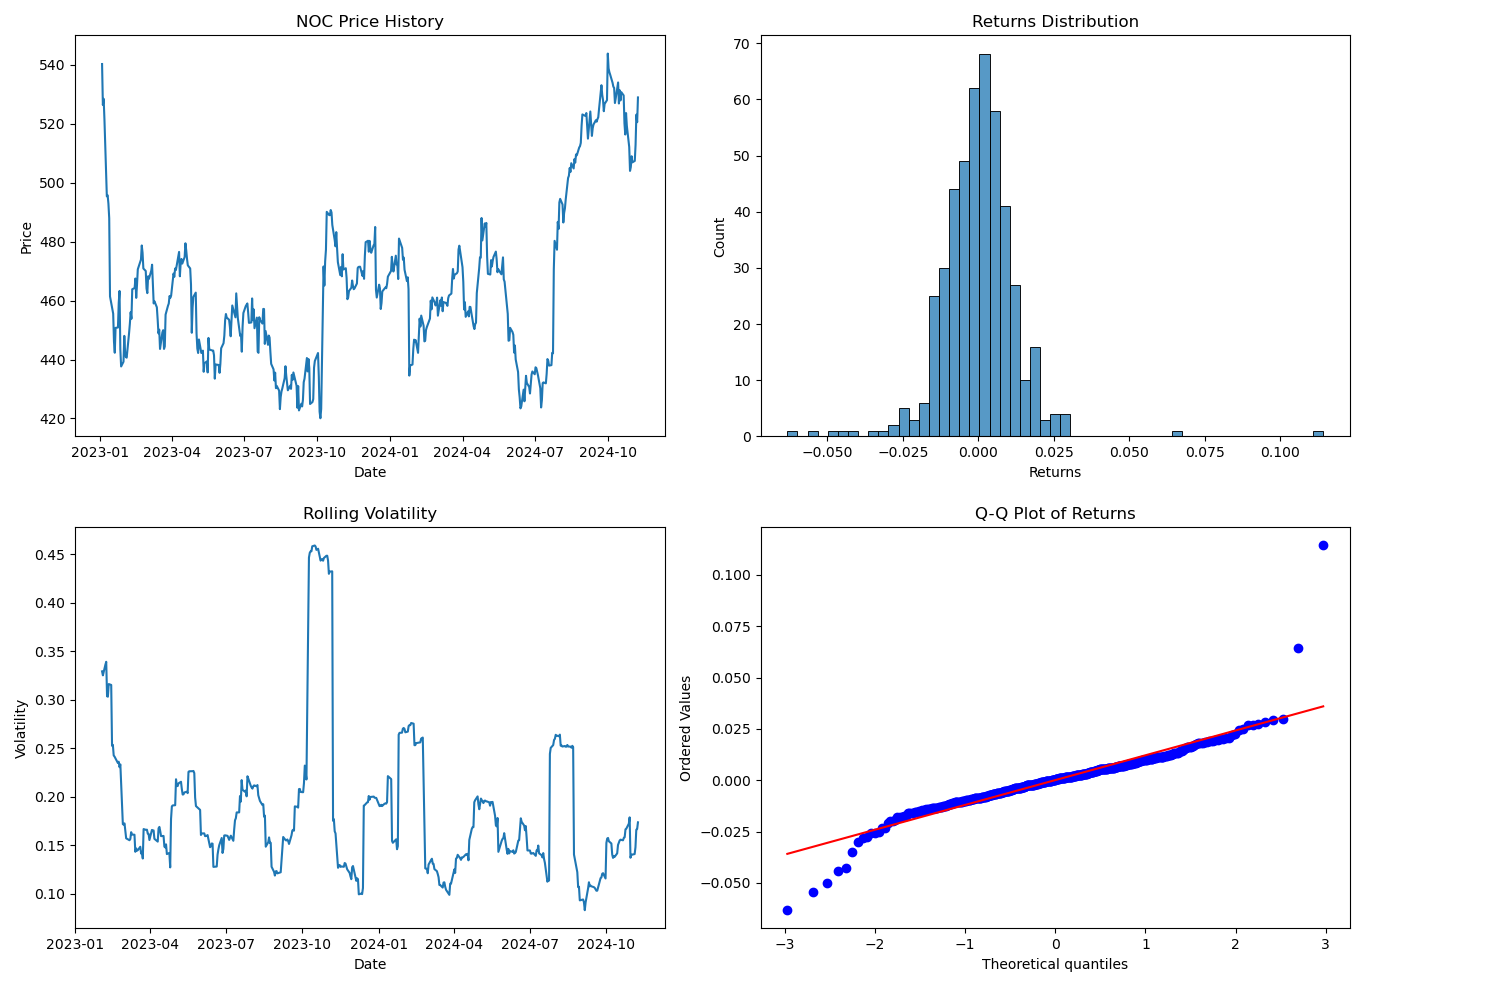 NOC Price History
Price
540
520
500
480
460
440
420
2023-01 2023-04 2023-07 2023-10 2024-01 2024-04 2024-07 2024-10
Date
Returns Distribution
Count
70
60
50
40
30
20
10
0
−0.050 −0.025 0.000 0.025 0.050 0.075 0.100
Returns
Rolling Volatility
Volatility
0.45
0.40
0.35
0.30
0.25
0.20
0.15
0.10
2023-01 2023-04 2023-07 2023-10 2024-01 2024-04 2024-07 2024-10
Date
Q-Q Plot of Returns
Ordered Values
0.100
0.075
0.050
0.025
0.000
−0.025
−0.050
−3 −2 −1 0 1 2 3
Theoretical quantiles